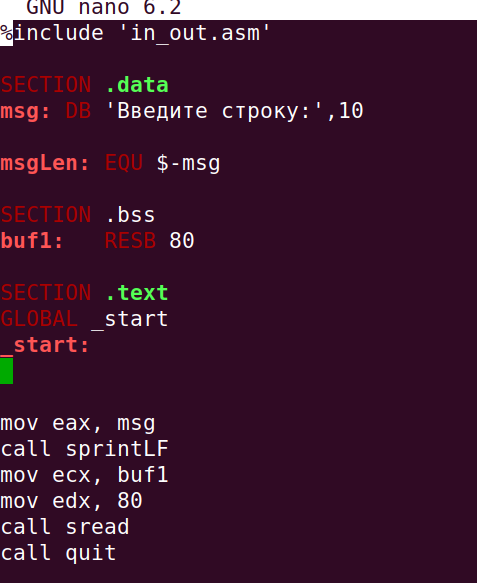 GNU nano 6.2
%include 'in_out.asm'
SECTION .data
msg: DB 'Введите строку:',10
msgLen: EQU $-msg
SECTION .bss
buf1:   RESB 80
SECTION .text
GLOBAL _start
_start:
mov eax, msg
call sprintLF
mov ecx, buf1
mov edx, 80
call sread
call quit